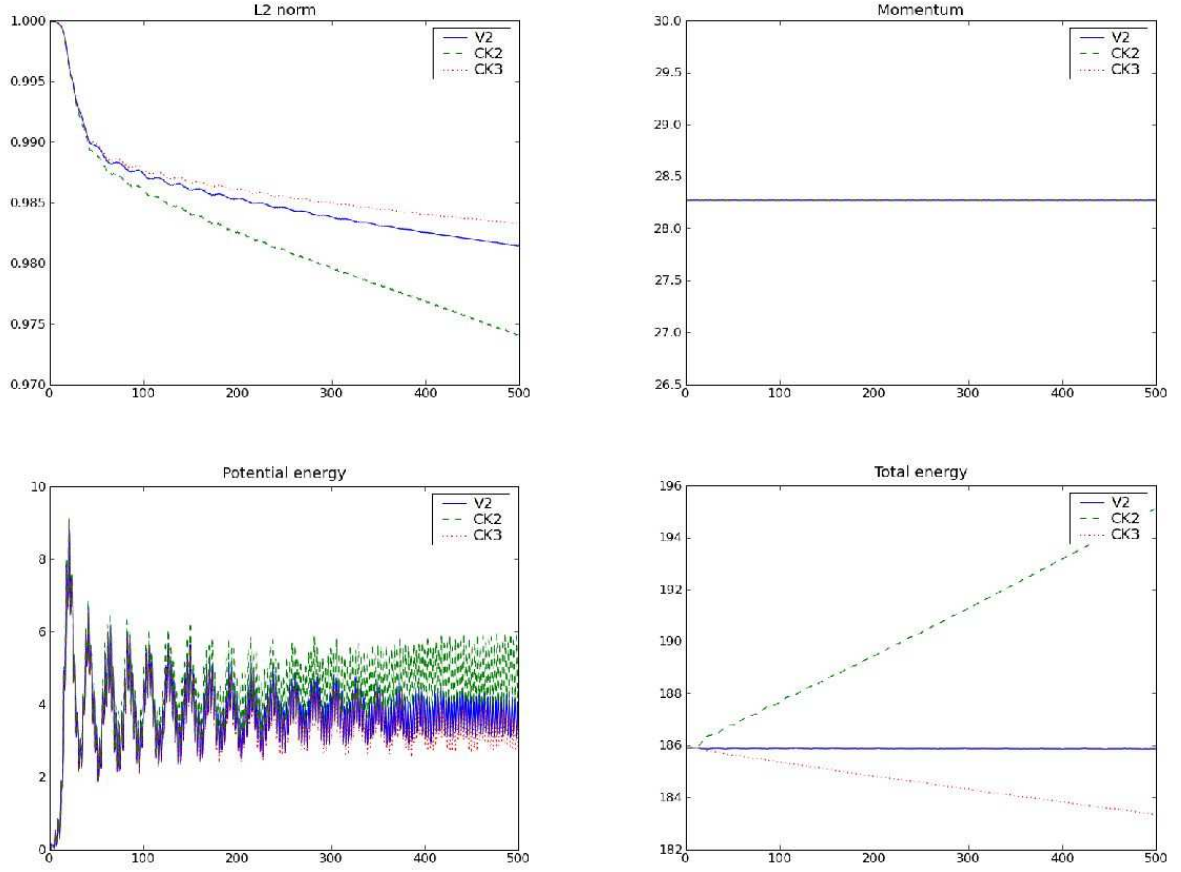 L2 norm
1.000
0.995
0.990
0.985
0.980
0.975
0.970
0 100 200 300 400 500
V2
CK2
CK3
Momentum
30.0
29.5
29.0
28.5
28.0
27.5
27.0
26.5
0 100 200 300 400 500
V2
CK2
CK3
Potential energy
10
8
6
4
2
0
0 100 200 300 400 500
V2
CK2
CK3
Total energy
196
194
192
190
188
186
184
182
0 100 200 300 400 500
V2
CK2
CK3